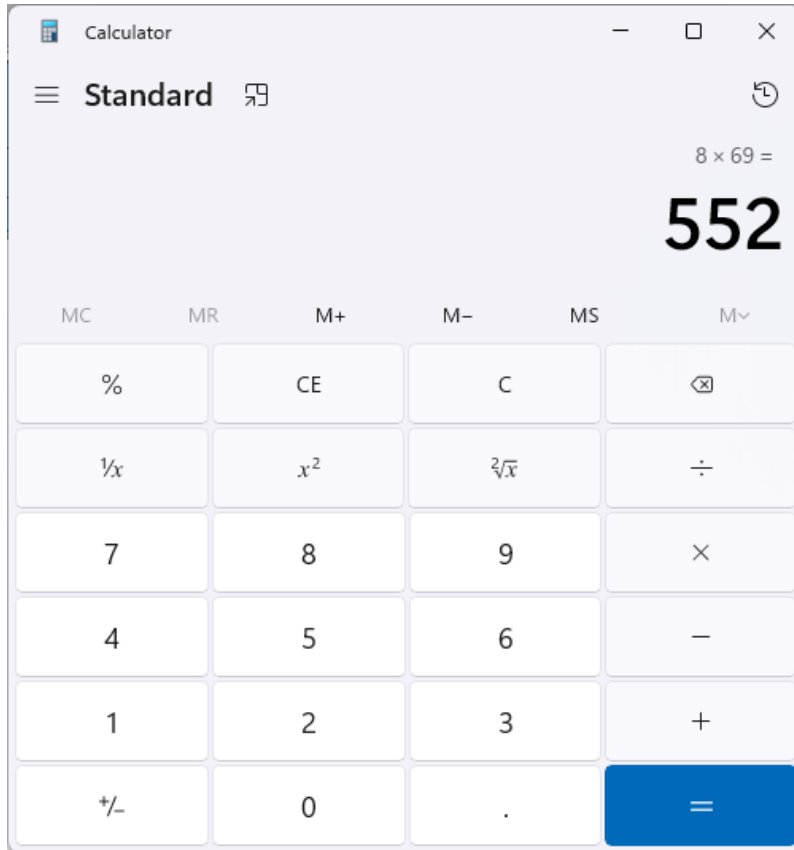 Calculator
Standard
8 × 69 =
552
MC MR M+ M− MS M
% CE C
¹/x x² ²√x ÷
7 8 9 ×
4 5 6 −
1 2 3 +
+/− 0 . =